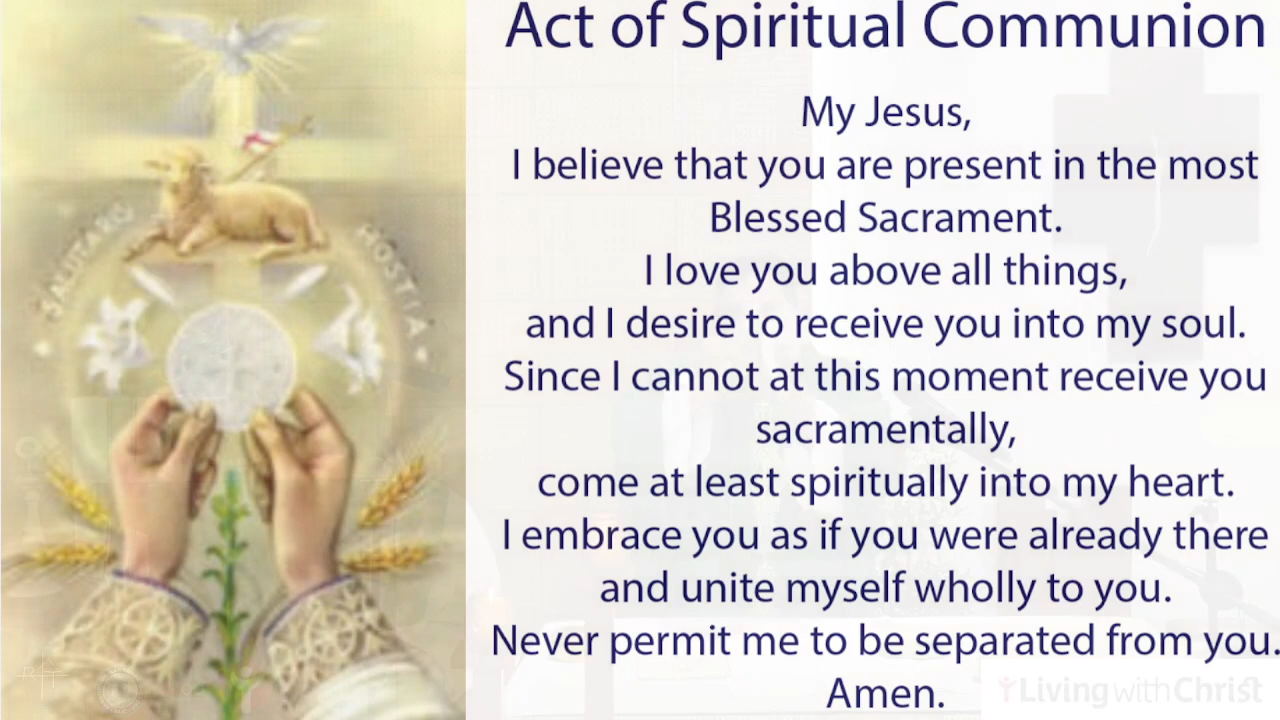 Act of Spiritual Communion
My Jesus,
I believe that you are present in the most
Blessed Sacrament.
I love you above all things,
and I desire to receive you into my soul.
Since I cannot at this moment receive you
sacramentally,
come at least spiritually into my heart.
I embrace you as if you were already there
and unite myself wholly to you.
Never permit me to be separated from you.
Amen.
SALUTARIS HOSTIA
Living with Christ